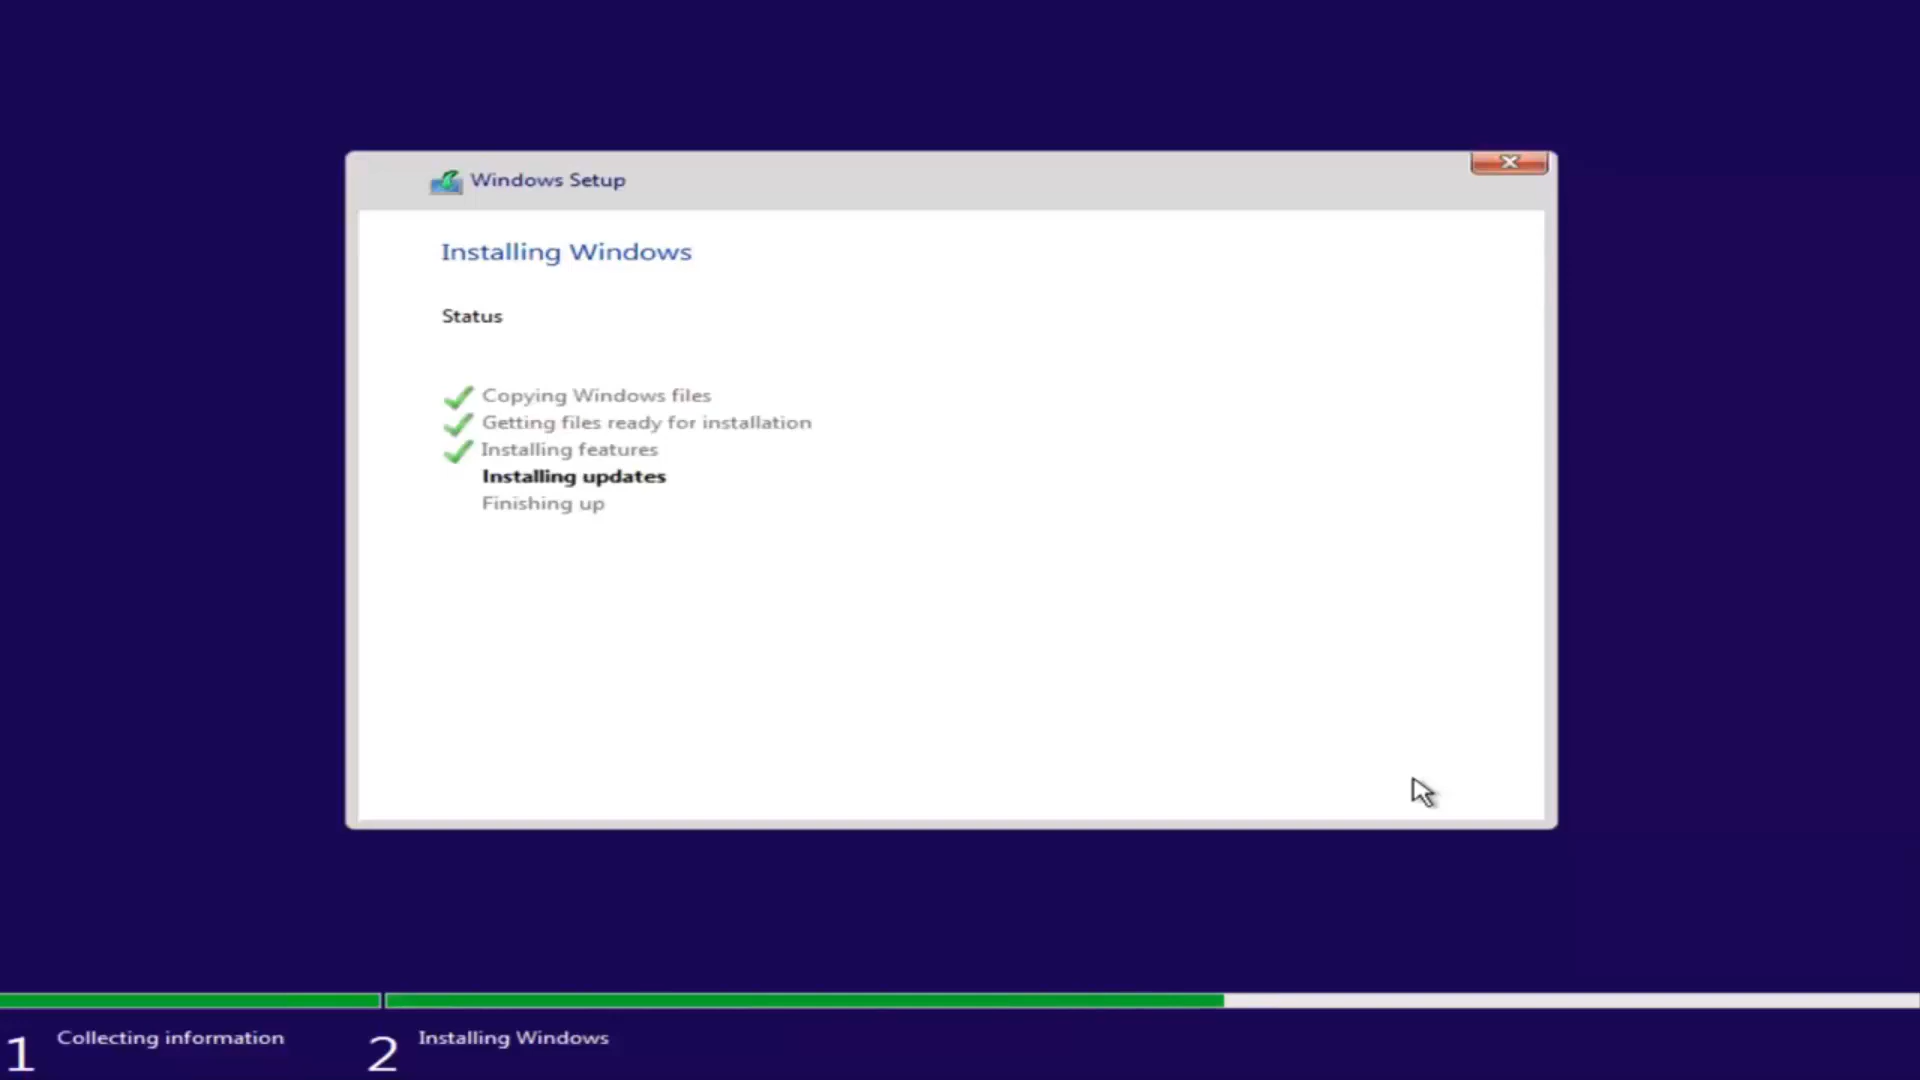 Windows Setup
Installing Windows
Status
Copying Windows files
Getting files ready for installation
Installing features
Installing updates
Finishing up
1 Collecting information
2 Installing Windows